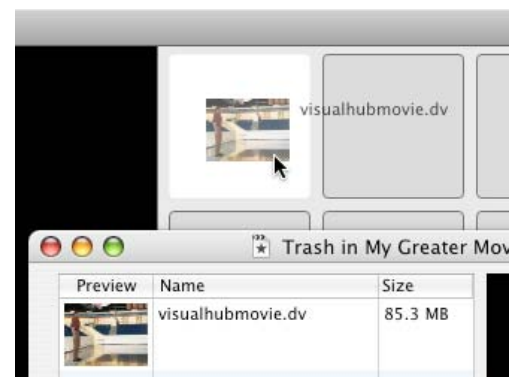 visualhubmovie.dv
Trash in My Greater Mov
Preview Name Size
visualhubmovie.dv 85.3 MB